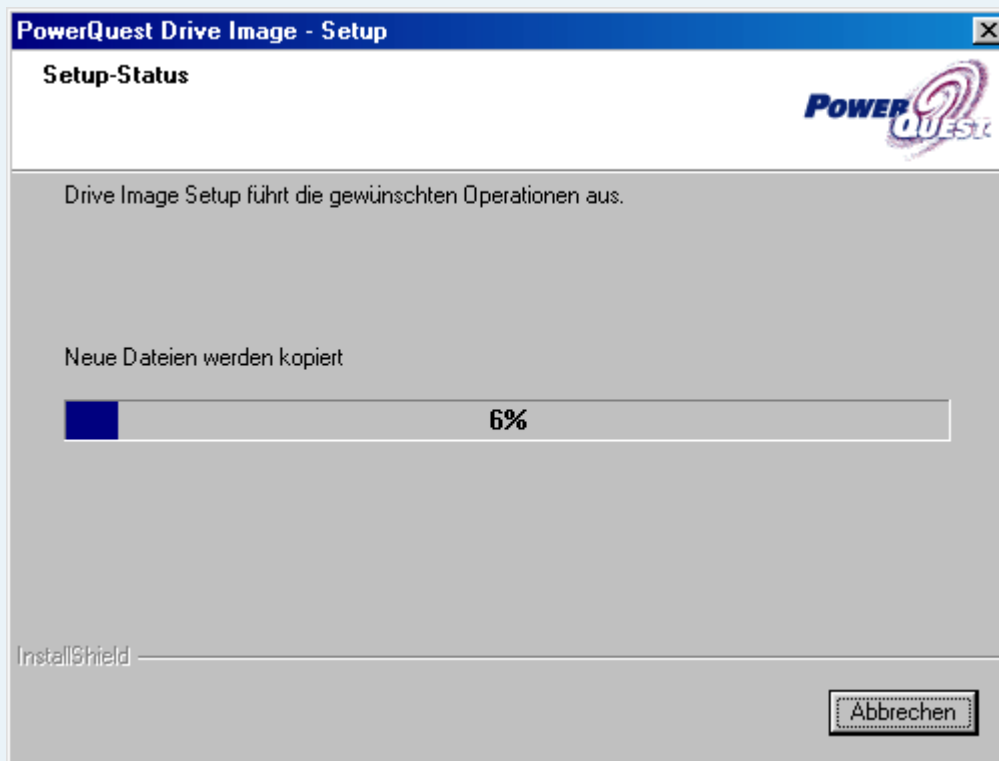 PowerQuest Drive Image - Setup
Setup-Status
POWERQUEST
Drive Image Setup führt die gewünschten Operationen aus.
Neue Dateien werden kopiert
6%
InstallShield
Abbrechen